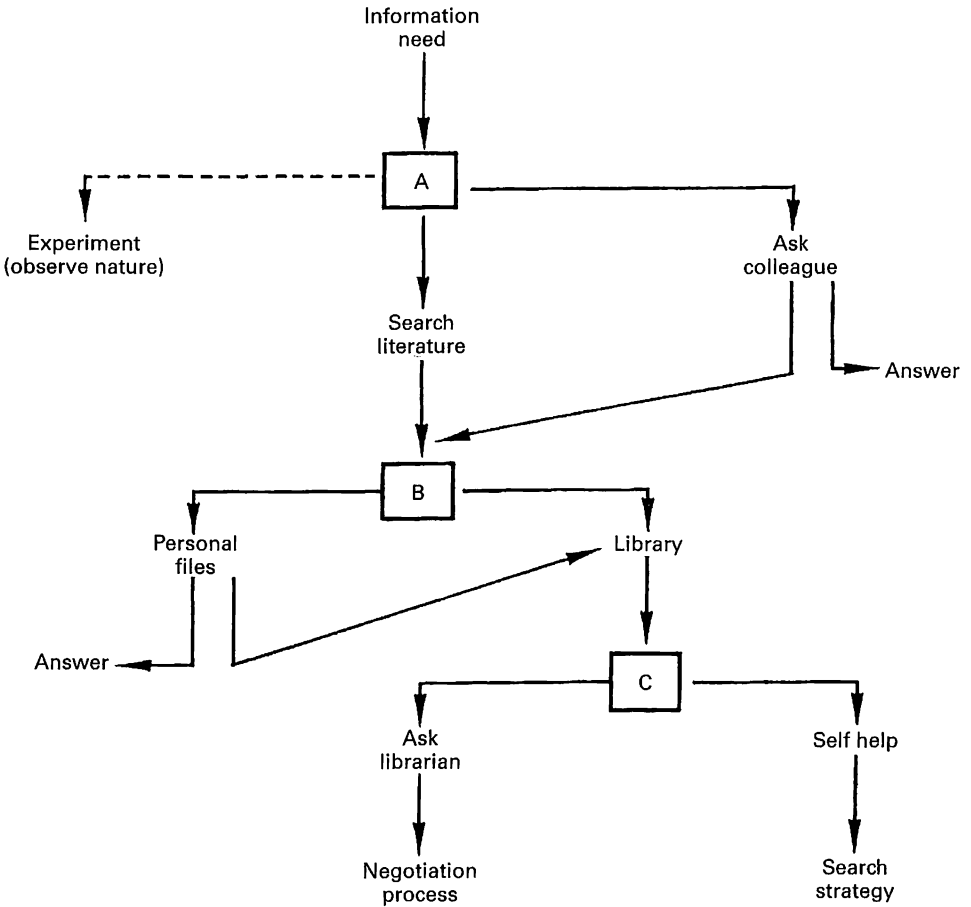 Information
need
A
Experiment
(observe nature)
Ask
colleague
Search
literature
Answer
B
Personal
files
Library
Answer
C
Ask
librarian
Self help
Negotiation
process
Search
strategy